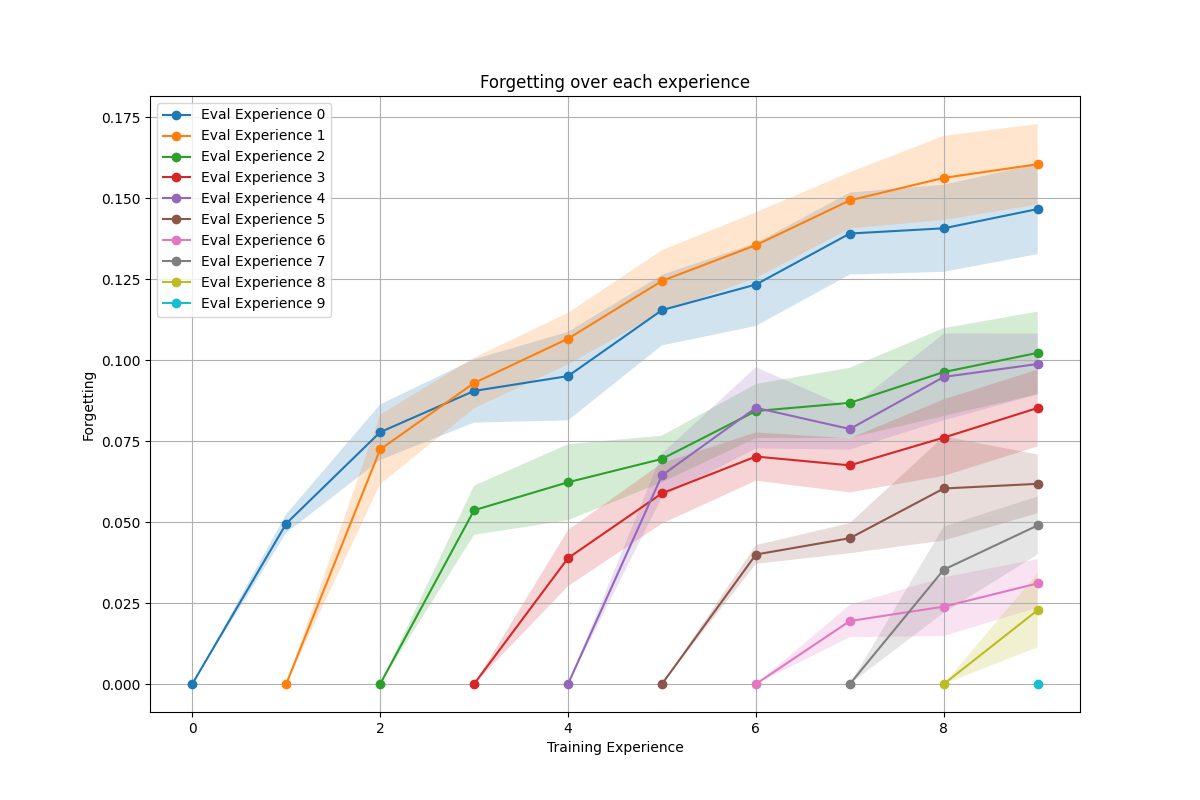 Forgetting over each experience
Eval Experience 0
Eval Experience 1
Eval Experience 2
Eval Experience 3
Eval Experience 4
Eval Experience 5
Eval Experience 6
Eval Experience 7
Eval Experience 8
Eval Experience 9
0.175
0.150
0.125
0.100
0.075
0.050
0.025
0.000
Forgetting
0 2 4 6 8
Training Experience